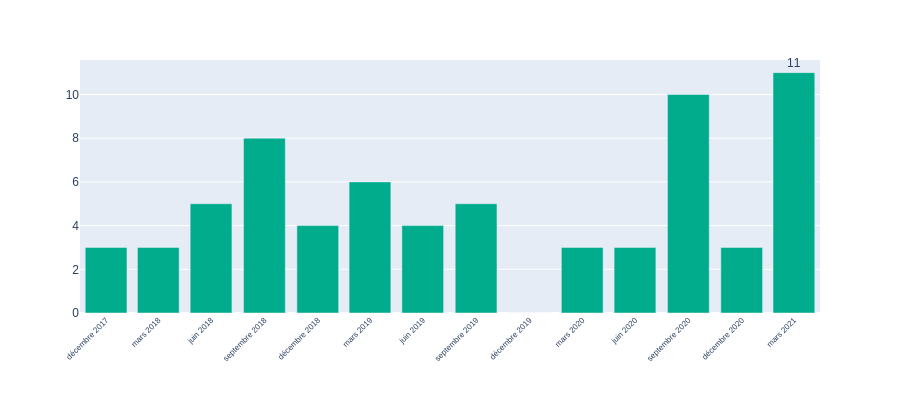 11
10
8
6
4
2
0
décembre 2017
mars 2018
juin 2018
septembre 2018
décembre 2018
mars 2019
juin 2019
septembre 2019
décembre 2019
mars 2020
juin 2020
septembre 2020
décembre 2020
mars 2021